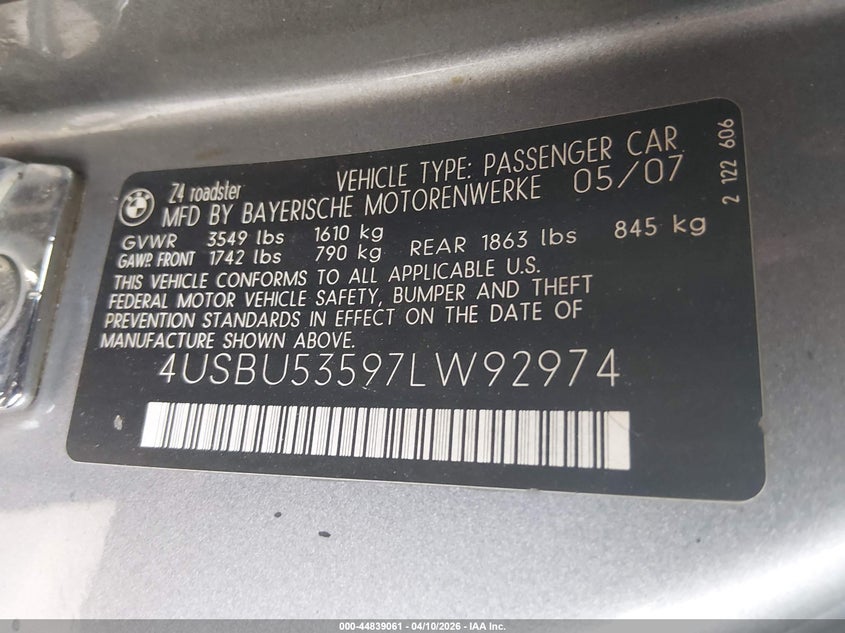 Z4 roadster VEHICLE TYPE: PASSENGER CAR
MFD BY BAYERISCHE MOTORENWERKE 05/07
GVWR 3549 lbs 1610 kg
GAWR FRONT 1742 lbs 790 kg REAR 1863 lbs 845 kg
THIS VEHICLE CONFORMS TO ALL APPLICABLE U.S.
FEDERAL MOTOR VEHICLE SAFETY, BUMPER AND THEFT
PREVENTION STANDARDS IN EFFECT ON THE DATE OF
MANUFACTURE SHOWN ABOVE.
4USBU53597LW92974
2 122 606
000-44839061 - 04/10/2026 - IAA Inc.